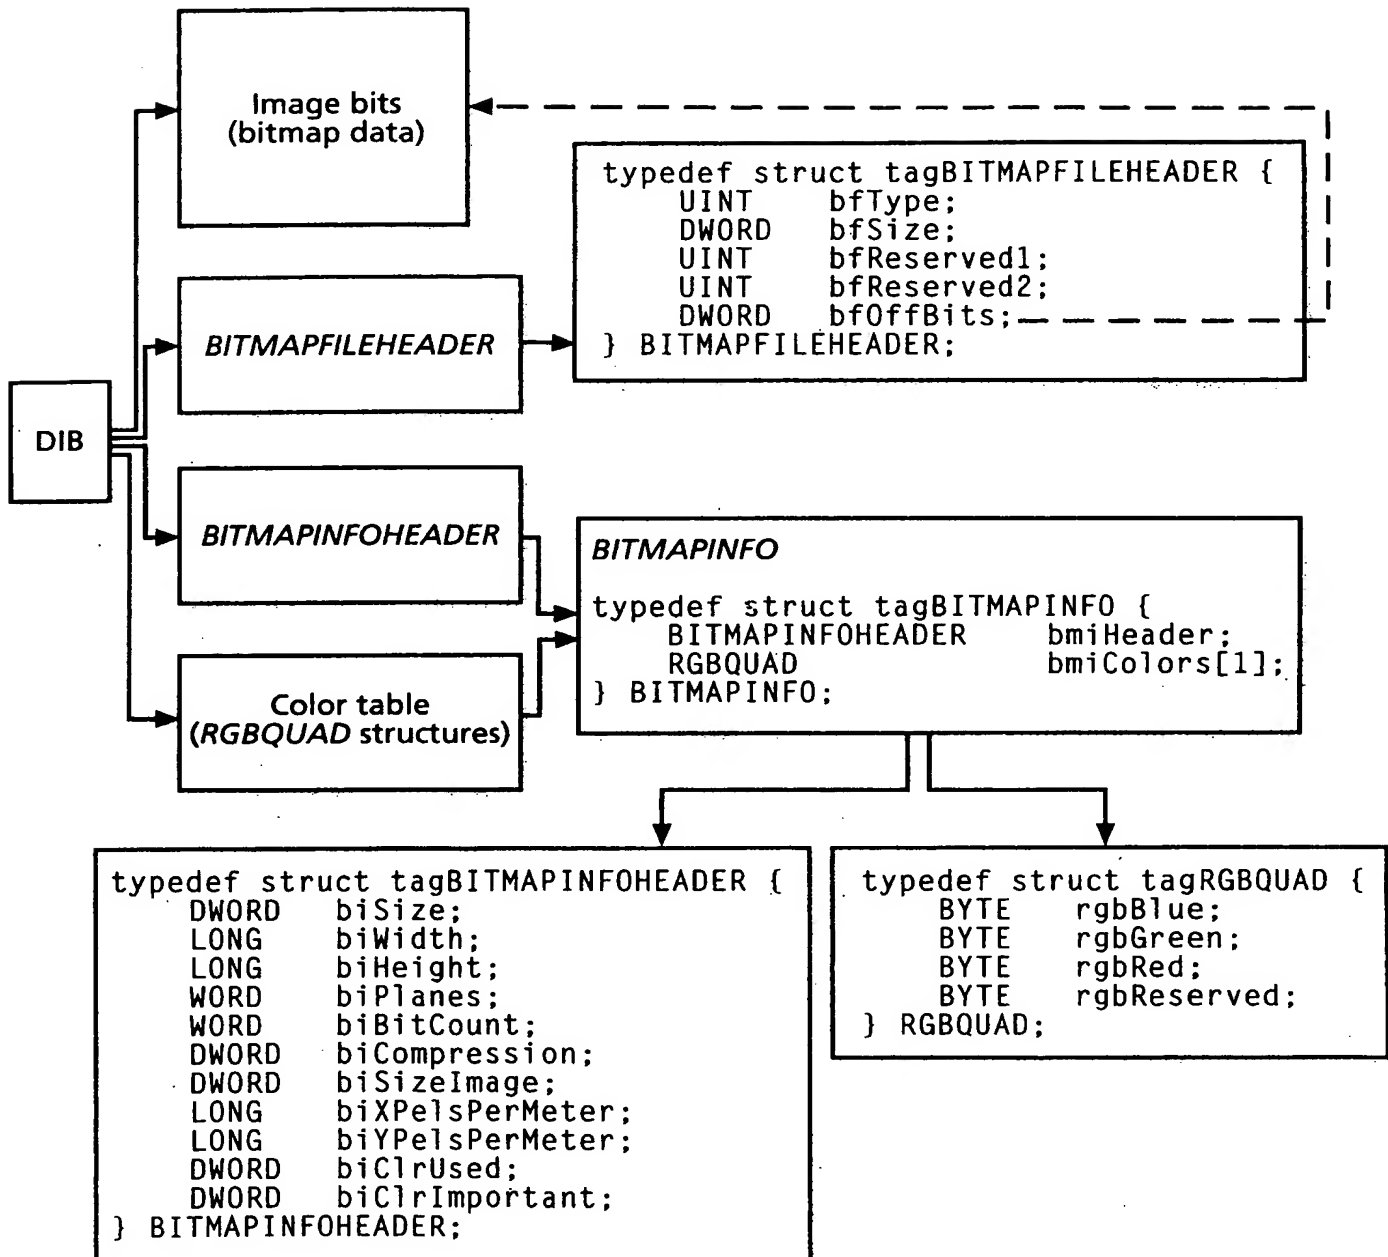 Image bits
(bitmap data)
typedef struct tagBITMAPFILEHEADER {
UINT bfType;
DWORD bfSize;
UINT bfReserved1;
UINT bfReserved2;
DWORD bfOffBits;
} BITMAPFILEHEADER;
BITMAPFILEHEADER
DIB
BITMAPINFOHEADER
BITMAPINFO
typedef struct tagBITMAPINFO {
BITMAPINFOHEADER bmiHeader;
RGBQUAD bmiColors[1];
} BITMAPINFO;
Color table
(RGBQUAD structures)
typedef struct tagBITMAPINFOHEADER {
DWORD biSize;
LONG biWidth;
LONG biHeight;
WORD biPlanes;
WORD biBitCount;
DWORD biCompression;
DWORD biSizeImage;
LONG biXPelsPerMeter;
LONG biYPelsPerMeter;
DWORD biClrUsed;
DWORD biClrImportant;
} BITMAPINFOHEADER;
typedef struct tagRGBQUAD {
BYTE rgbBlue;
BYTE rgbGreen;
BYTE rgbRed;
BYTE rgbReserved;
} RGBQUAD;